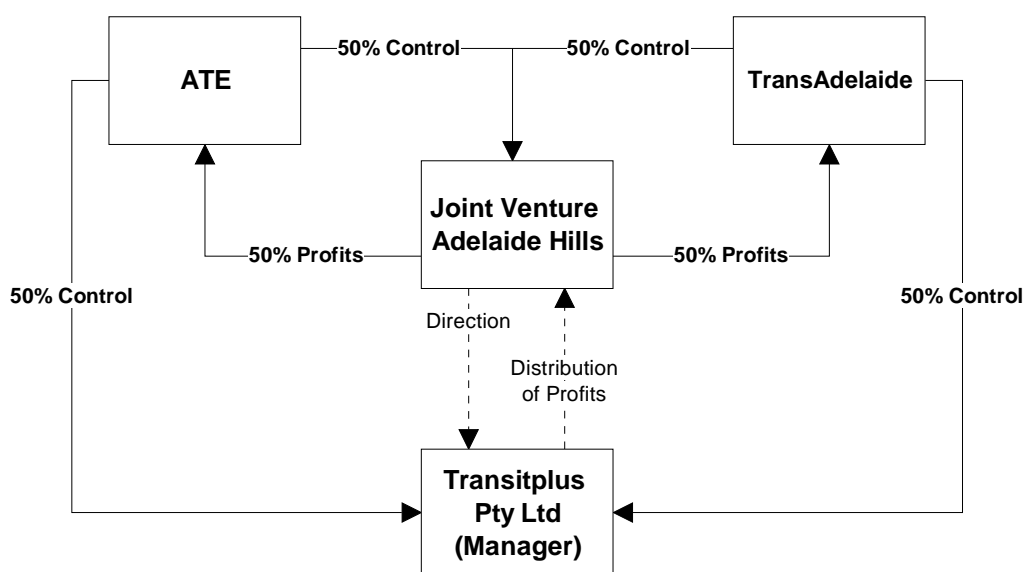 50% Control
50% Control
ATE
TransAdelaide
Joint Venture
Adelaide Hills
50% Profits
50% Profits
50% Control
50% Control
Direction
Distribution
of Profits
Transitplus
Pty Ltd
(Manager)